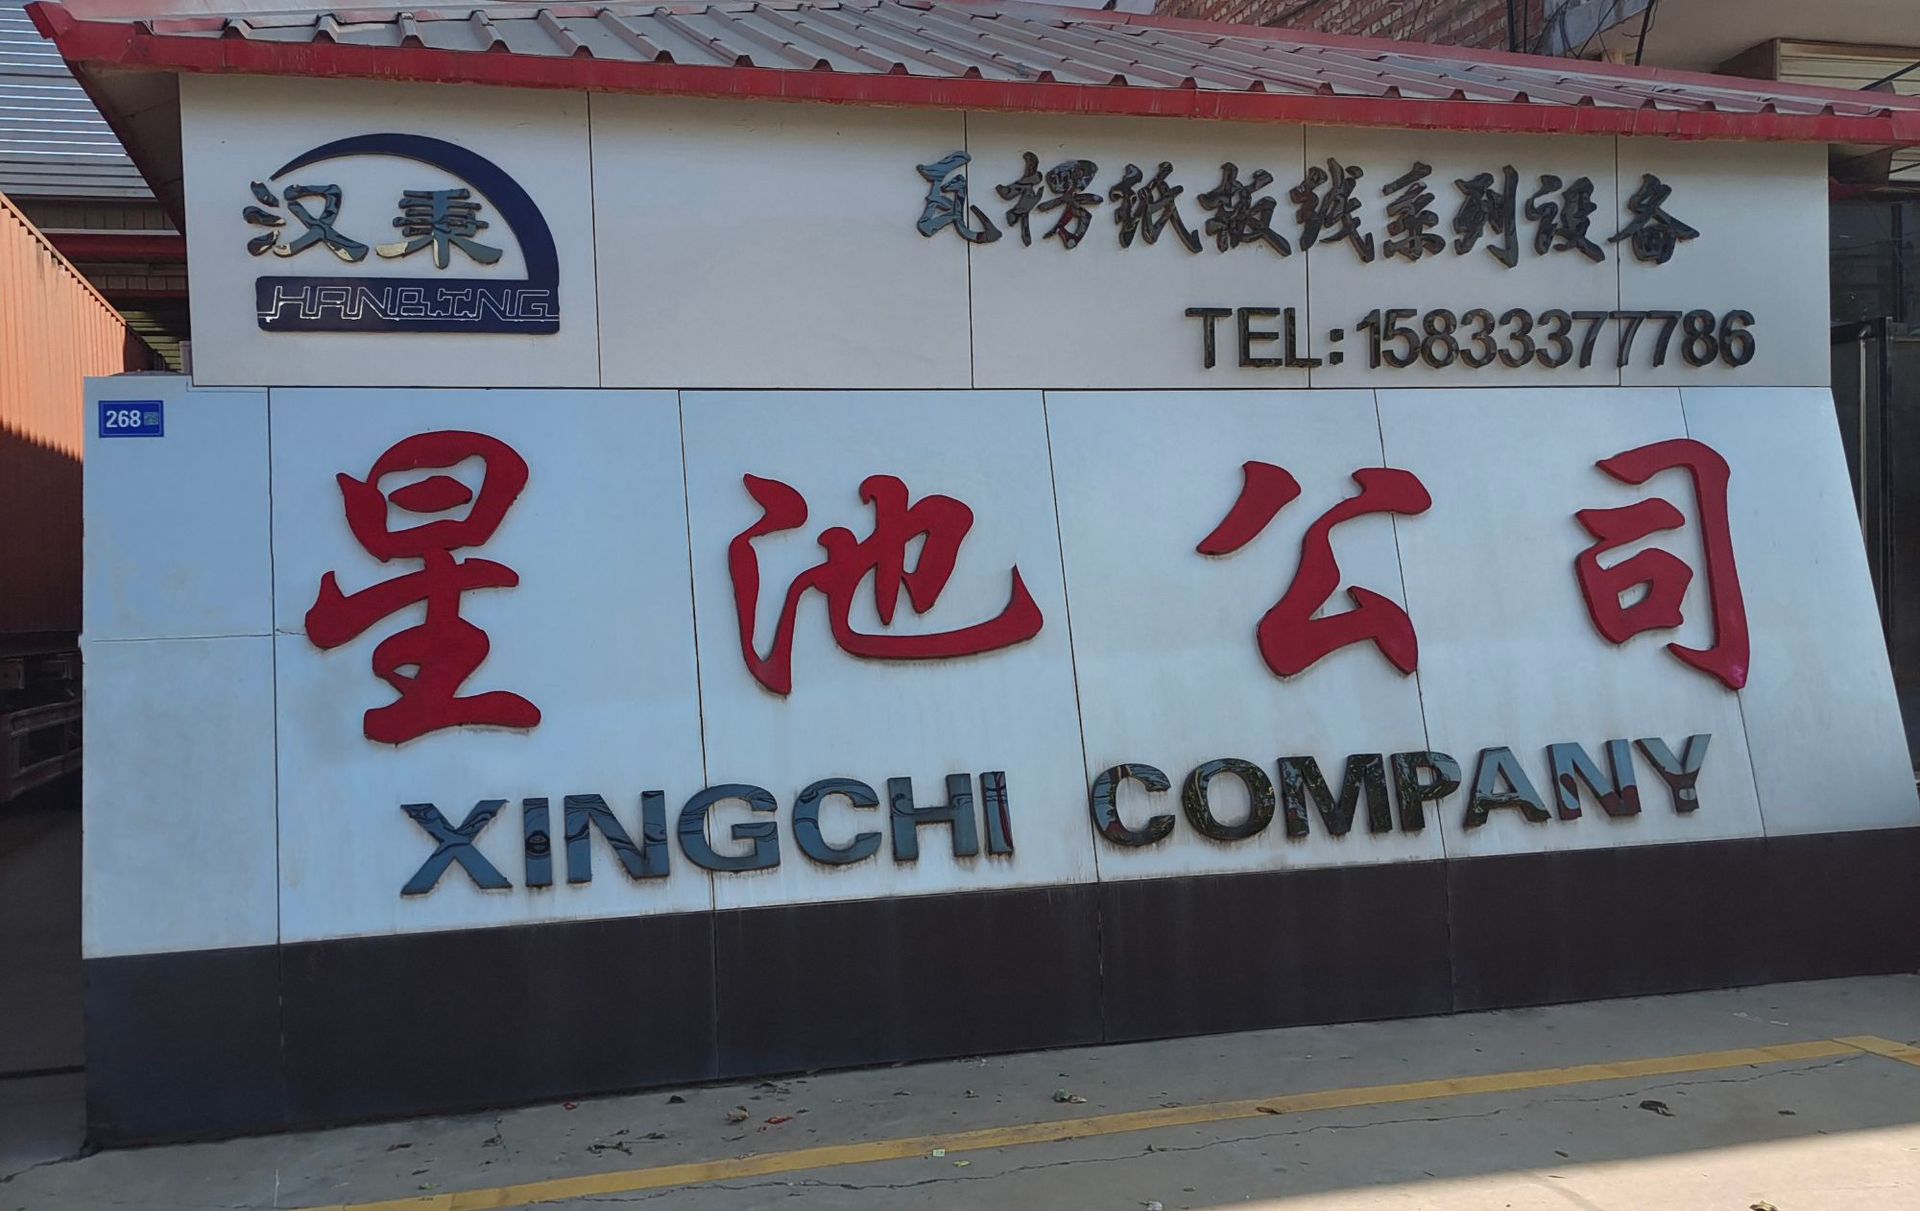 汉秉
HANBING
瓦楞纸板线系列设备
TEL:15833377786
268
星池公司
XINGCHI COMPANY